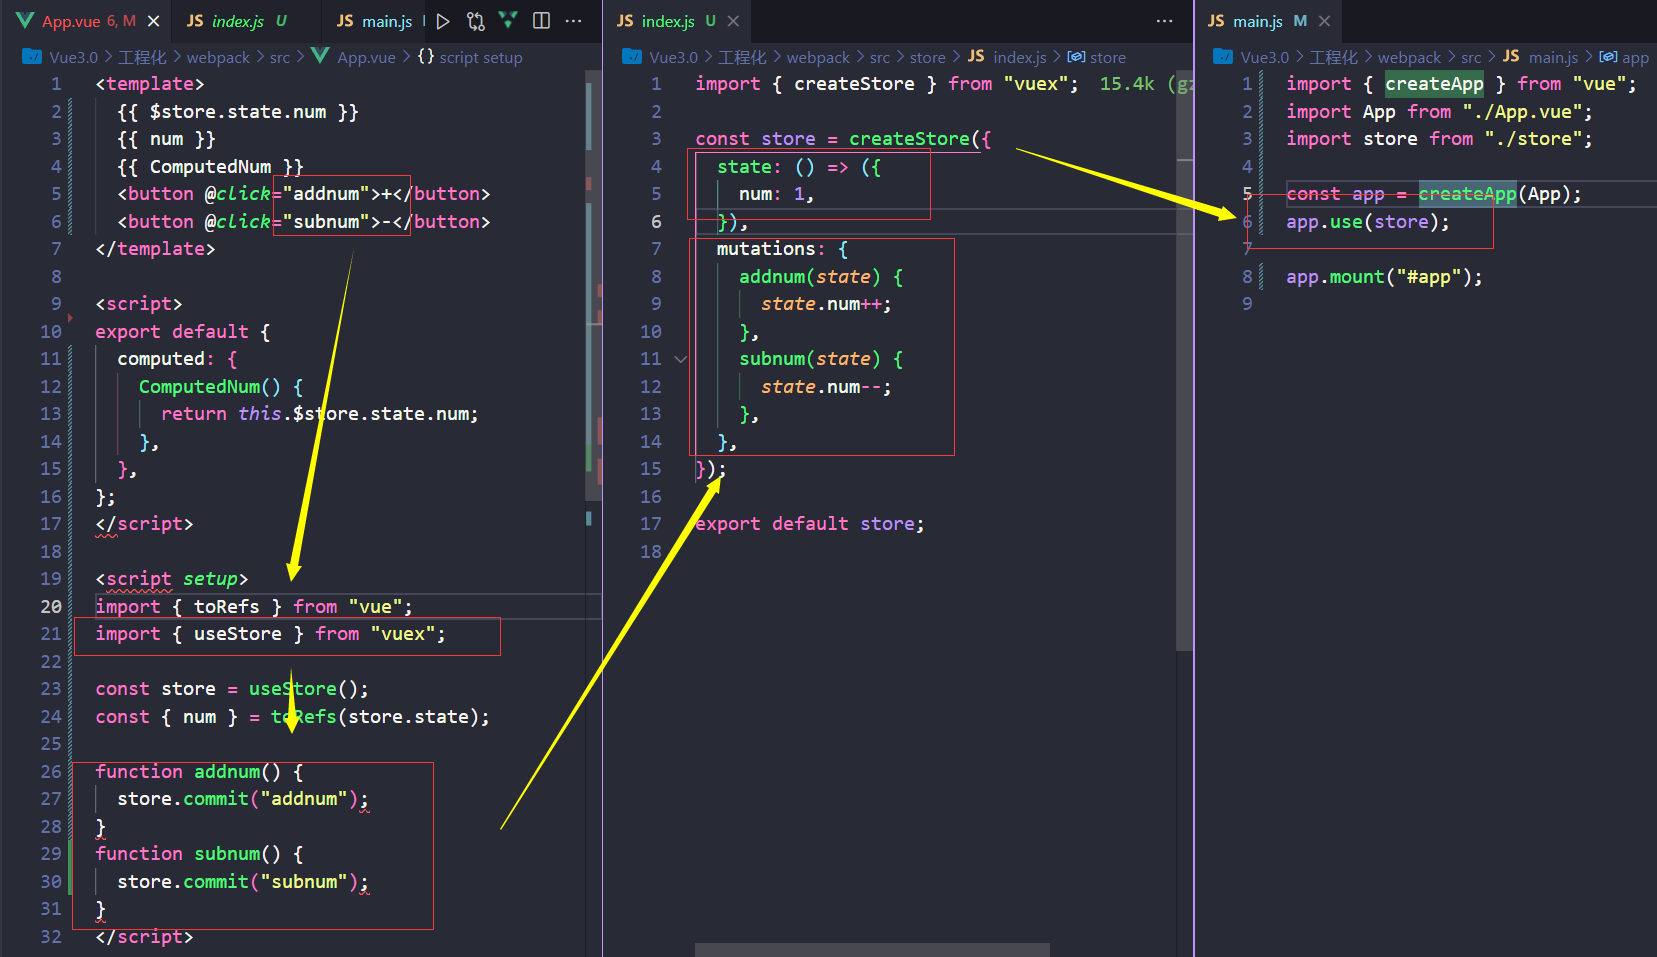 App.vue 6, M
index.js U
main.js
Vue3.0 > 工程化 > webpack > src > App.vue > {} script setup
1 <template>
2 {{ $store.state.num }}
3 {{ num }}
4 {{ ComputedNum }}
5 <button @click="addnum">+</button>
6 <button @click="subnum">-</button>
7 </template>
8
9 <script>
10 export default {
11 computed: {
12 ComputedNum() {
13 return this.$store.state.num;
14 },
15 },
16 };
17 </script>
18
19 <script setup>
20 import { toRefs } from "vue";
21 import { useStore } from "vuex";
22
23 const store = useStore();
24 const { num } = toRefs(store.state);
25
26 function addnum() {
27 store.commit("addnum");
28 }
29 function subnum() {
30 store.commit("subnum");
31 }
32 </script>
JS index.js U
Vue3.0 > 工程化 > webpack > src > store > JS index.js > store
1 import { createStore } from "vuex"; 15.4k (gz
2
3 const store = createStore({
4 state: () => ({
5 num: 1,
6 }),
7 mutations: {
8 addnum(state) {
9 state.num++;
10 },
11 subnum(state) {
12 state.num--;
13 },
14 },
15 });
16
17 export default store;
18
JS main.js M
Vue3.0 > 工程化 > webpack > src > JS main.js > app
1 import { createApp } from "vue";
2 import App from "./App.vue";
3 import store from "./store";
4
5 const app = createApp(App);
6 app.use(store);
7
8 app.mount("#app");
9